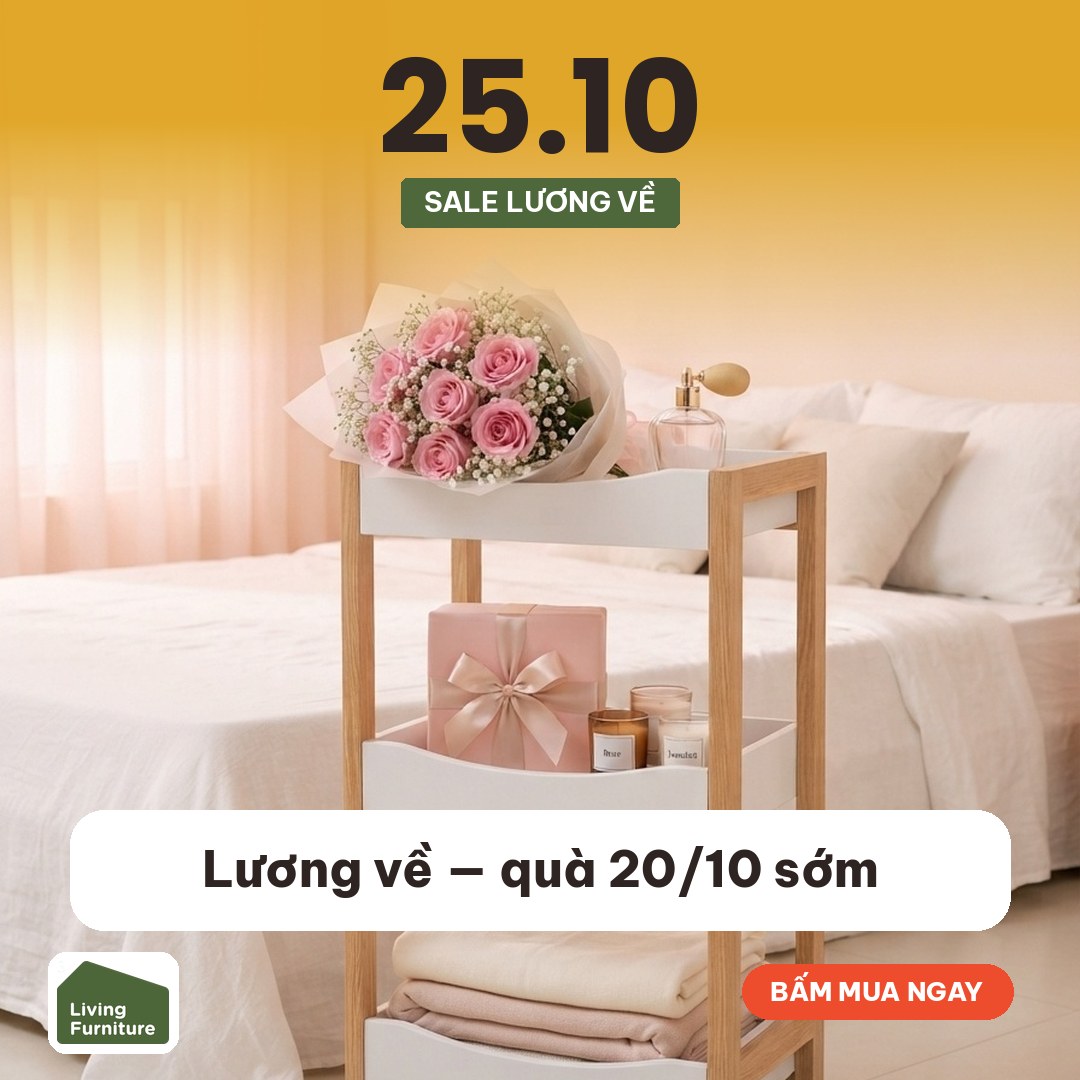 25.10
SALE LƯƠNG VỀ
Lương về — quà 20/10 sớm
Living
Furniture
BẤM MUA NGAY